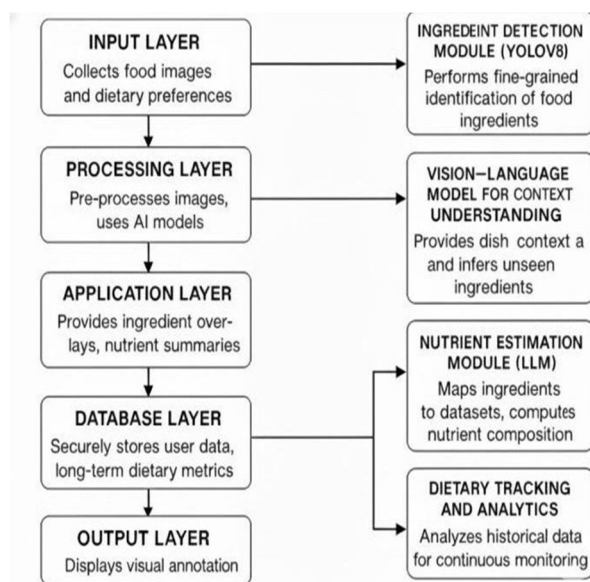 INPUT LAYER
Collects food images
and dietary preferences
PROCESSING LAYER
Pre-processes images,
uses AI models
APPLICATION LAYER
Provides ingredient over-
lays, nutrient summaries
DATABASE LAYER
Securely stores user data,
long-term dietary metrics
OUTPUT LAYER
Displays visual annotation
INGREDEINT DETECTION
MODULE (YOLOV8)
Performs fine-grained
identification of food
ingredients
VISION–LANGUAGE
MODEL FOR CONTEXT
UNDERSTANDING
Provides dish context a
and infers unseen
ingredients
NUTRIENT ESTIMATION
MODULE (LLM)
Maps ingredients
to datasets, computes
nutrient composition
DIETARY TRACKING
AND ANALYTICS
Analyzes historical data
for continuous monitoring